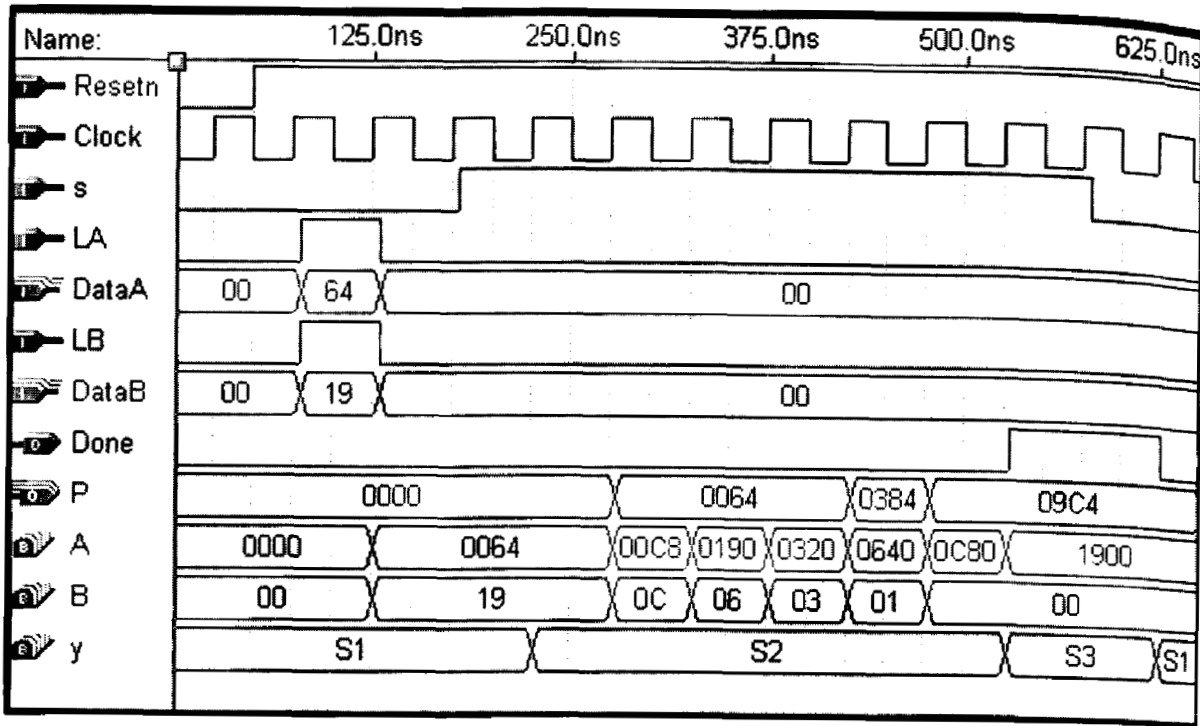 Name: 125.0ns 250.0ns 375.0ns 500.0ns 625.0ns
Resetn
Clock
s
LA
DataA 00 64 00
LB
DataB 00 19 00
Done
P 0000 0064 0384 09C4
A 0000 0064 00C8 0190 0320 0640 0C80 1900
B 00 19 0C 06 03 01 00
y S1 S2 S3 S1